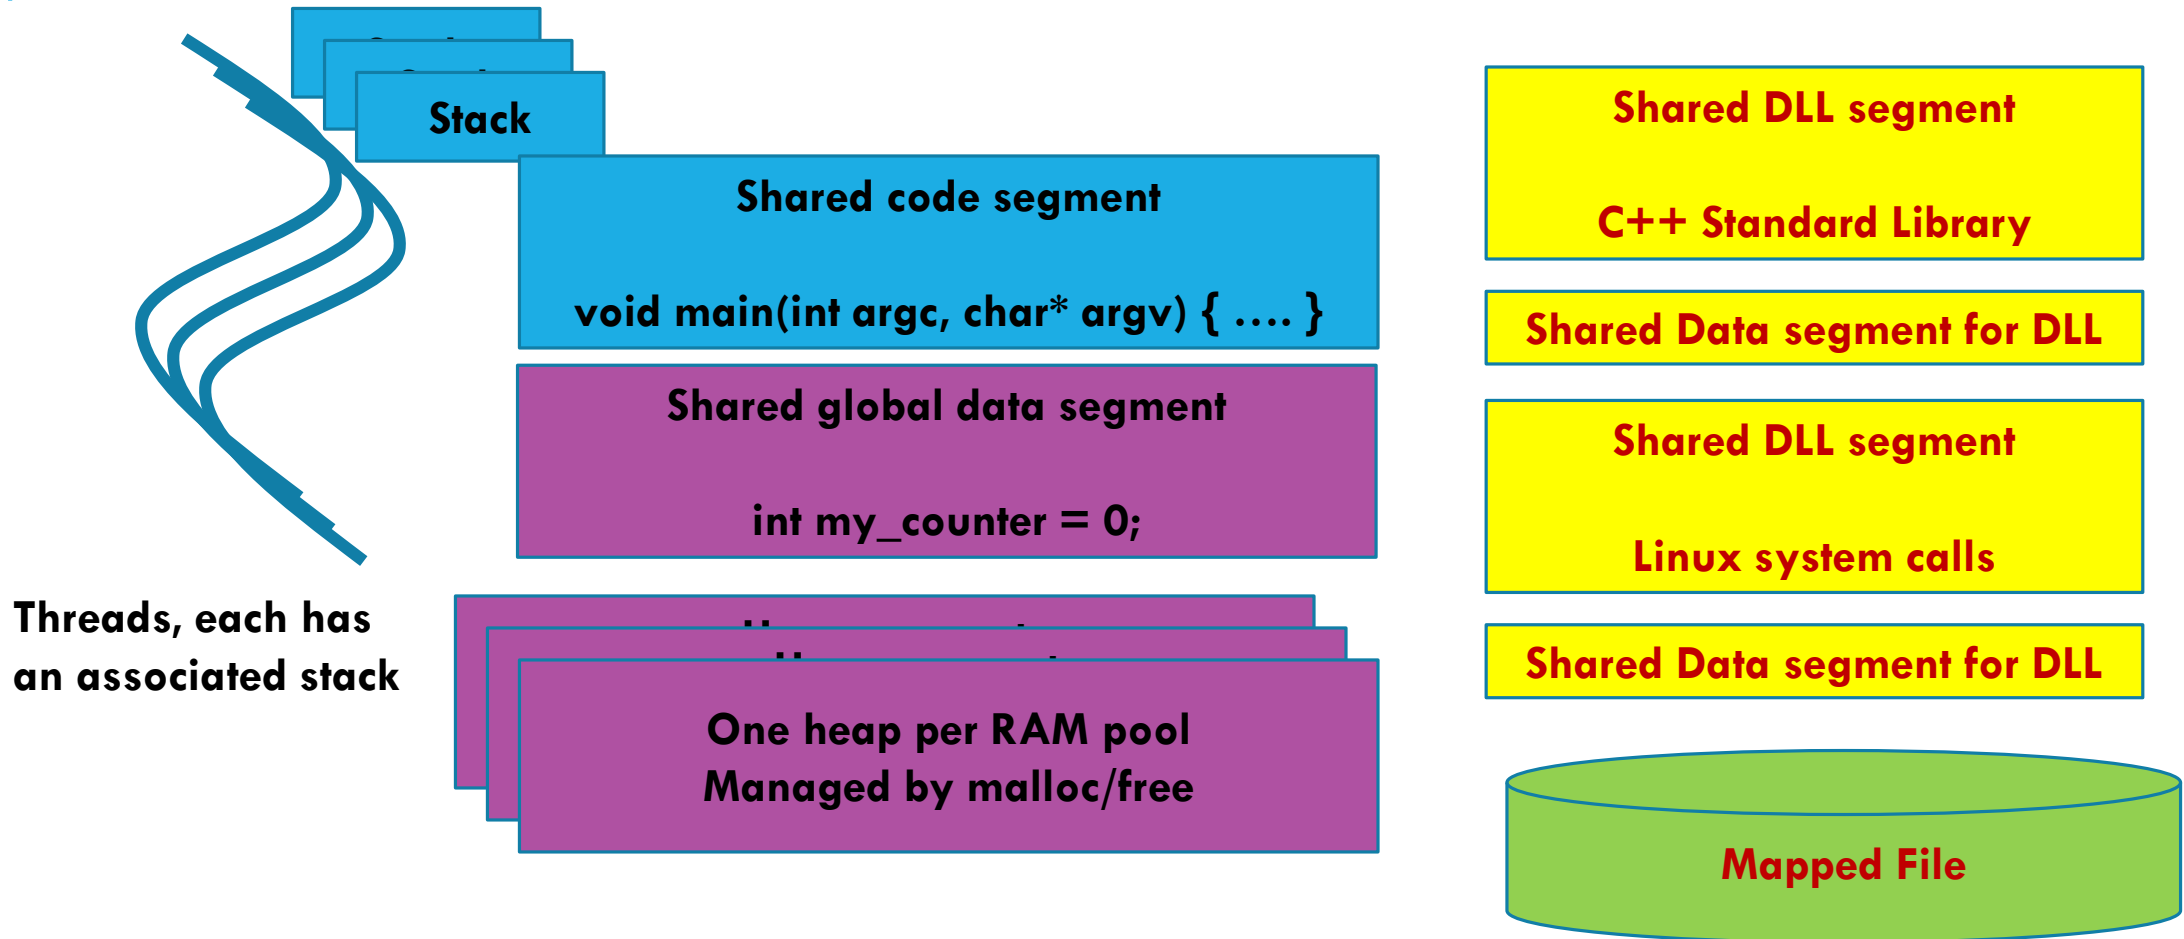 Stack
Shared code segment
void main(int argc, char* argv) { .... }
Shared global data segment
int my_counter = 0;
Threads, each has
an associated stack
One heap per RAM pool
Managed by malloc/free
Shared DLL segment
C++ Standard Library
Shared Data segment for DLL
Shared DLL segment
Linux system calls
Shared Data segment for DLL
Mapped File